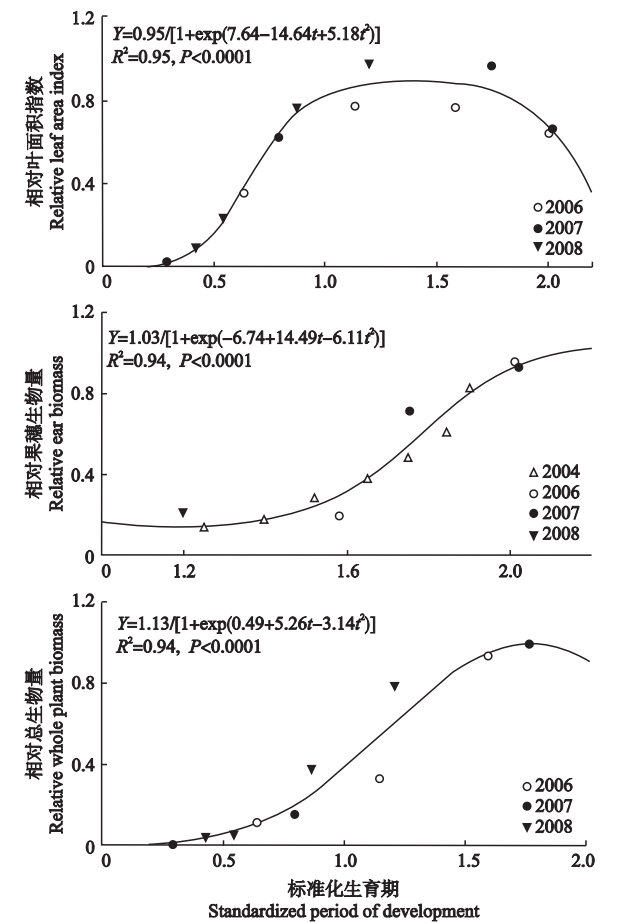 1.2
Y=0.95/[1+exp(7.64−14.64t+5.18t²)]
R²=0.95, P<0.0001
0.8
0.4
0
相对叶面积指数
Relative leaf area index
2006
2007
2008
0 0.5 1.0 1.5 2.0
1.2
Y=1.03/[1+exp(−6.74+14.49t−6.11t²)]
R²=0.94, P<0.0001
0.8
0.4
0
相对果穗生物量
Relative ear biomass
2004
2006
2007
2008
0 1.2 1.6 2.0
1.2
Y=1.13/[1+exp(0.49+5.26t−3.14t²)]
R²=0.94, P<0.0001
0.8
0.4
0
相对总生物量
Relative whole plant biomass
2006
2007
2008
0.5 1.0 1.5 2.0
标准化生育期
Standardized period of development